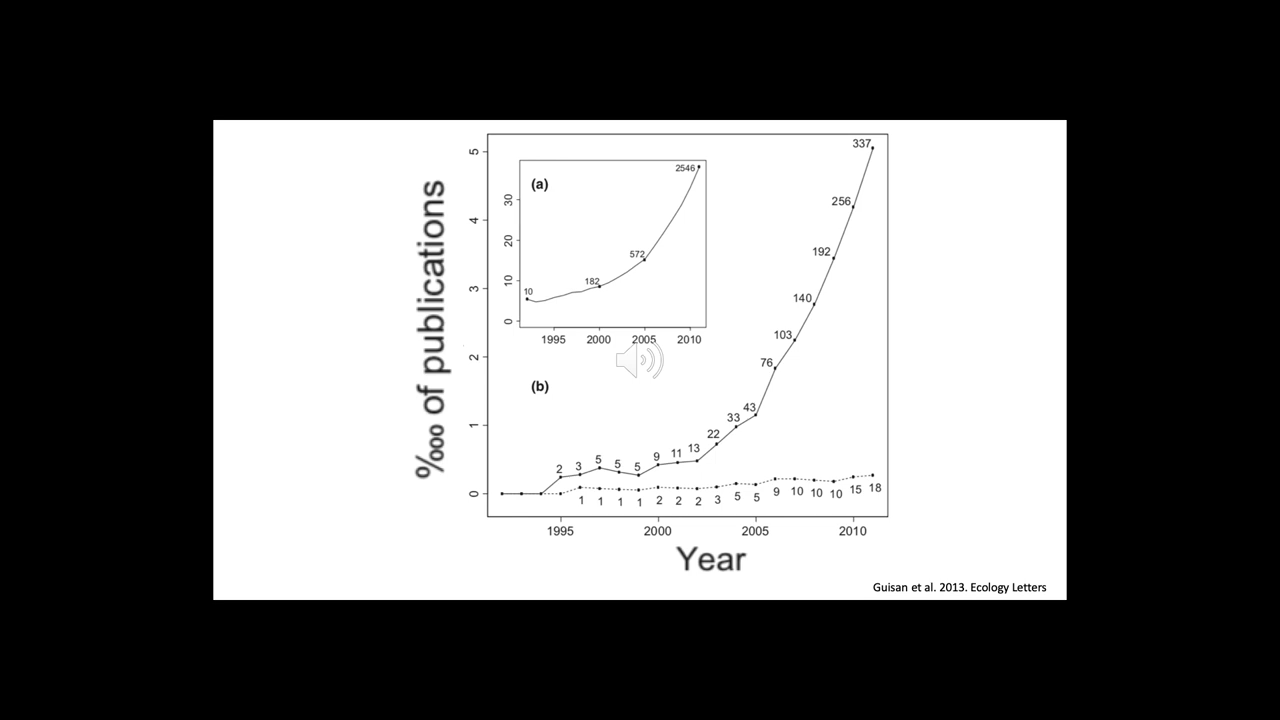 ‰o of publications
5
4
3
2
1
0
(a)
30
20
10
0
10
182
572
2546
1995 2000 2005 2010
(b)
2 3 5 5 5 9 11 13 22 33 43 76 103 140 192 256 337
1 1 1 1 2 2 2 3 5 5 9 10 10 10 15 18
1995 2000 2005 2010
Year
Guisan et al. 2013. Ecology Letters